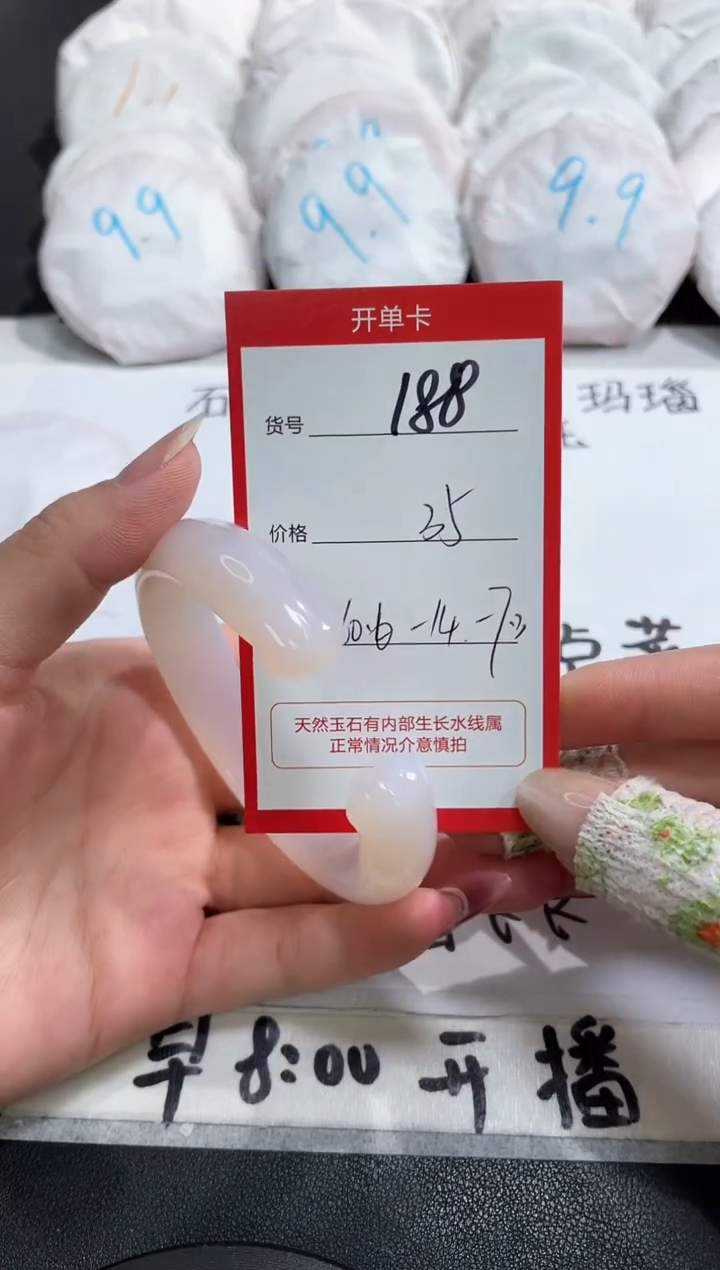 9.9
9.9
9.9
石
玛瑙
开单卡
货号 188
价格 35
天然玉石有内部生长水线属
正常情况介意慎拍
早8:00开播